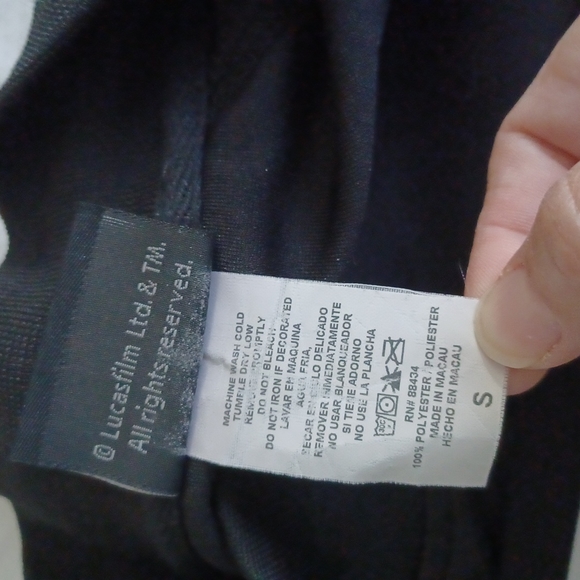 © Lucasfilm Ltd. & TM.
All rights reserved.
MACHINE WASH COLD
TUMBLE DRY LOW
REMOVE PROMPTLY
DO NOT BLEACH
DO NOT IRON IF DECORATED
LAVAR EN MAQUINA
AGUA FRIA
SECAR EN CICLO DELICADO
REMOVER INMEDIATAMENTE
NO USAR BLANQUEADOR
SI TIENE ADORNO
NO USE LA PLANCHA
RN# 88434
100% POLYESTER / POLIESTER
MADE IN MACAU
HECHO EN MACAU
S